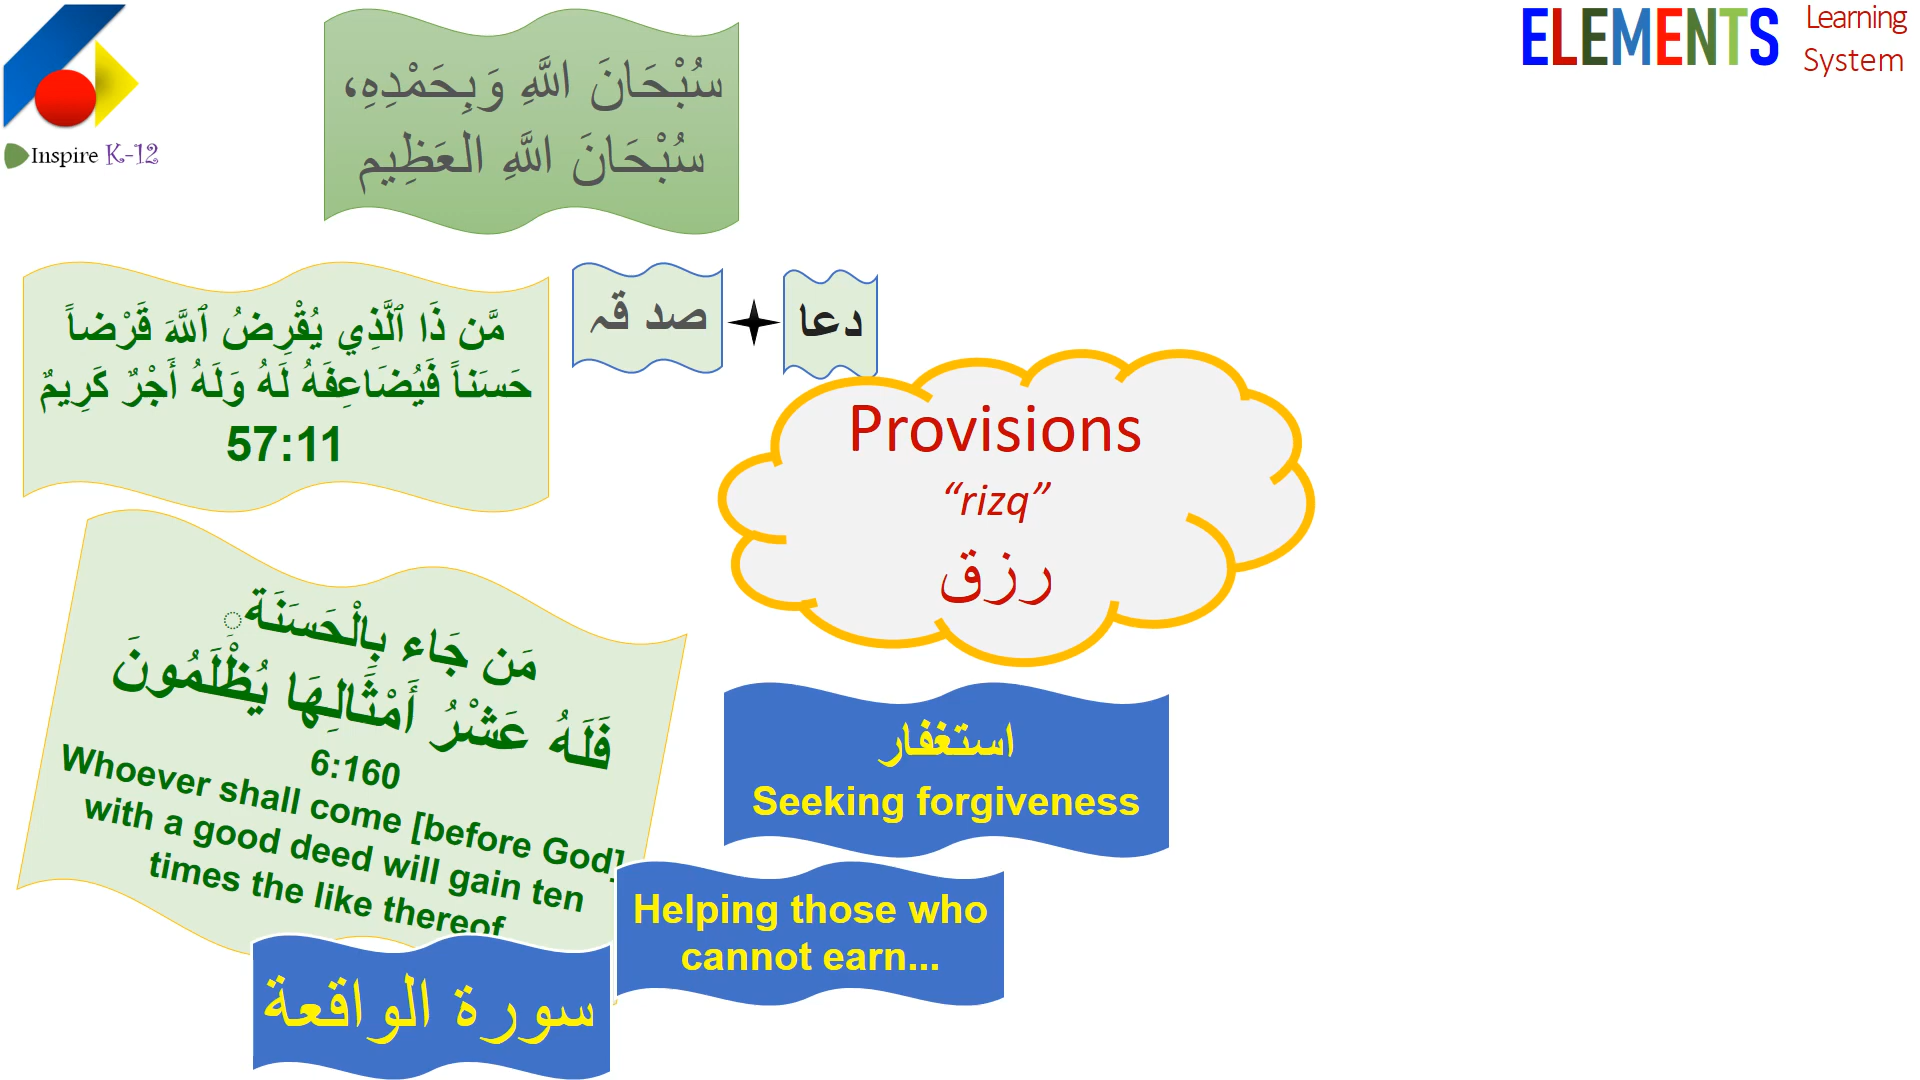 Inspire K-12
ELEMENTS Learning
System
سُبْحَانَ اللَّهِ وَبِحَمْدِهِ،
سُبْحَانَ اللَّهِ العَظِيم
مَّن ذَا ٱلَّذِي يُقْرِضُ ٱللَّهَ قَرْضاً
حَسَناً فَيُضَاعِفَهُ لَهُ وَلَهُ أَجْرٌ كَرِيمٌ
57:11
صد قہ
دعا
Provisions
“rizq”
رزق
مَن جَاء بِالْحَسَنَة
فَلَهُ عَشْرُ أَمْثَالِهَا يُظْلَمُونَ
6:160
Whoever shall come [before God]
with a good deed will gain ten
times the like thereof
استغفار
Seeking forgiveness
Helping those who
cannot earn...
سورة الواقعة